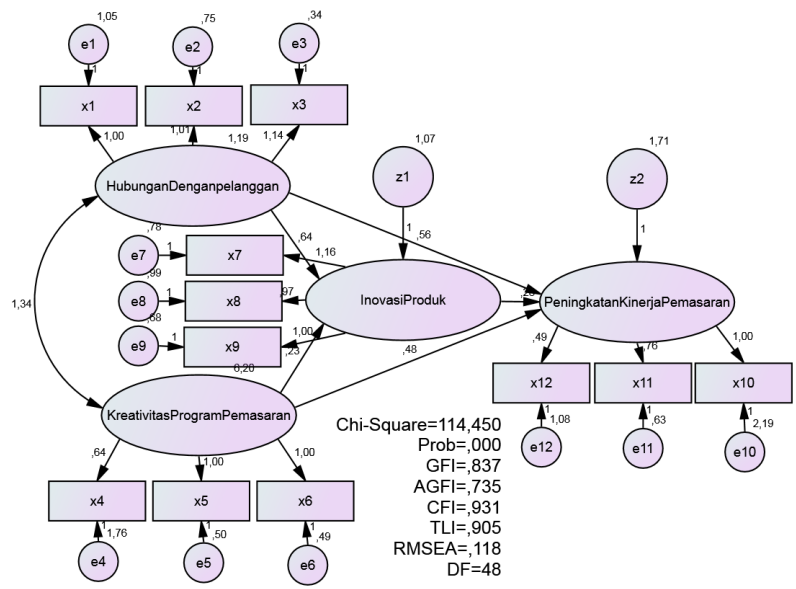 1,05
,75
,34
e1
e2
e3
1
1
1
x1
x2
x3
1,00
1,01
1,19
1,14
1,07
1,71
HubunganDenganpelanggan
z1
z2
,78
e7
1
x7
,64
1,16
1
,56
1
,99
e8
1
x8
,97
InovasiProduk
PeningkatanKinerjaPemasaran
1,34
,68
e9
1
x9
1,00
,23
6,20
,48
,49
,76
1,00
x12
x11
x10
KreativitasProgramPemasaran
1
1,08
1
,63
1
2,19
e12
e11
e10
,64
1,00
1,00
x4
x5
x6
1
1,76
1
,50
1
,49
e4
e5
e6
Chi-Square=114,450
Prob=,000
GFI=,837
AGFI=,735
CFI=,931
TLI=,905
RMSEA=,118
DF=48